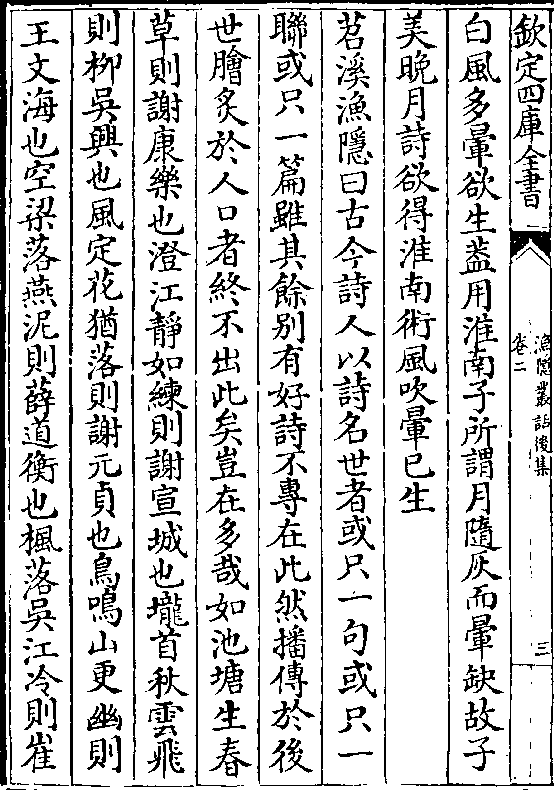 欽定四庫全書
漁隱叢話後集
卷二
三
白風多暈欲生葢用淮南子所謂月隨灰而暈缺故子
美晚月詩欲得淮南術風吹暈已生
苕溪漁隱曰古今詩人以詩名世者或只一句或只一
聯或只一篇雖其餘别有好詩不專在此然播傳於後
世膾炙於人口者終不出此矣豈在多哉如池塘生春
草則謝康樂也澄江靜如練則謝宣城也壠首秋雲飛
則柳吳興也風定花猶落則謝元貞也鳥鳴山更幽則
王文海也空梁落燕泥則薛道衡也楓落吳江冷則崔